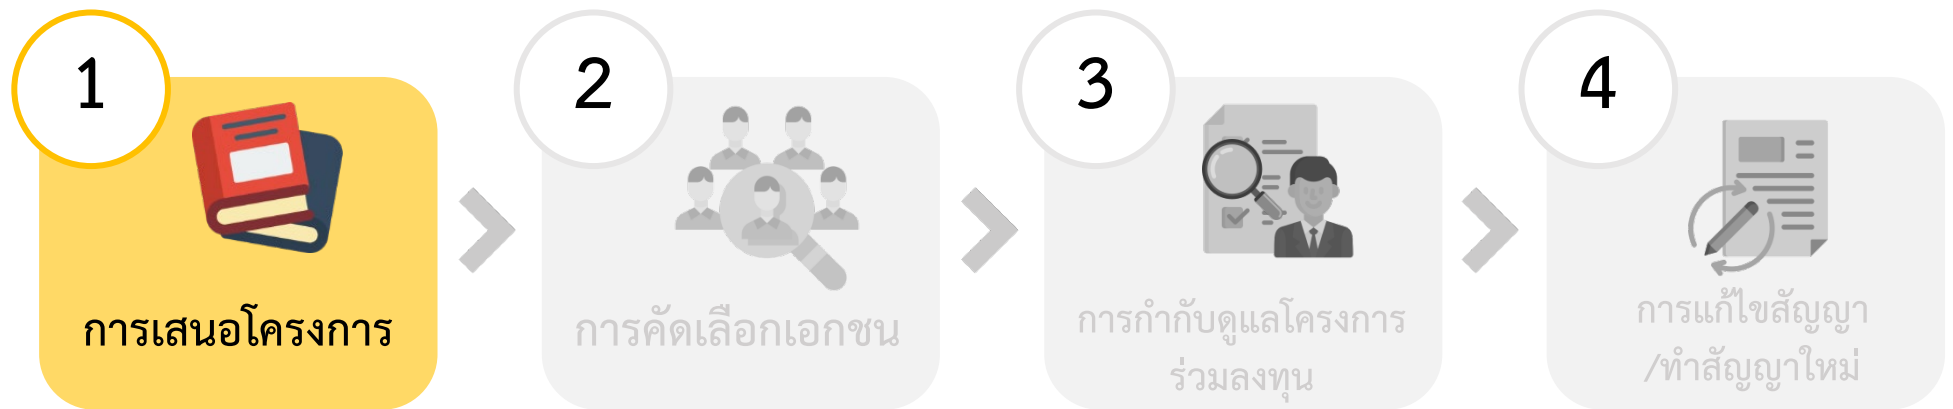 1
การเสนอโครงการ
2
การคัดเลือกเอกชน
3
การกำกับดูแลโครงการ
ร่วมลงทุน
4
การแก้ไขสัญญา
/ทำสัญญาใหม่